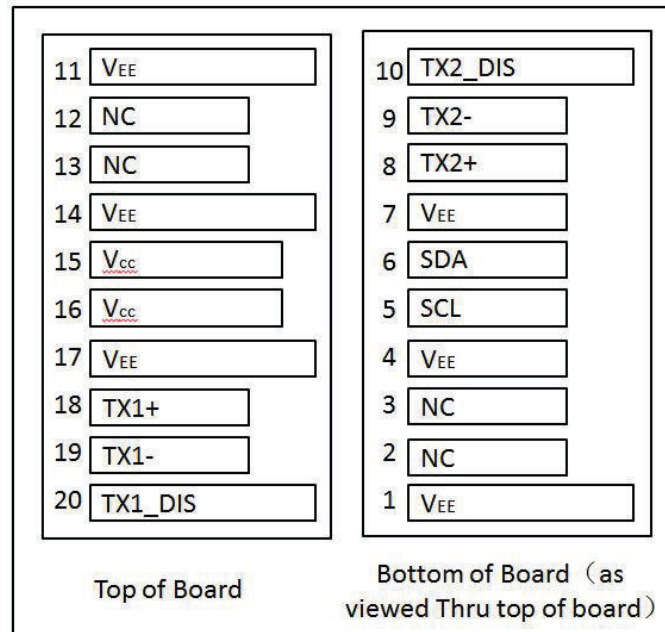 11 VEE
12 NC
13 NC
14 VEE
15 Vcc
16 Vcc
17 VEE
18 TX1+
19 TX1-
20 TX1_DIS
Top of Board
10 TX2_DIS
9 TX2-
8 TX2+
7 VEE
6 SDA
5 SCL
4 VEE
3 NC
2 NC
1 VEE
Bottom of Board（as
viewed Thru top of board）